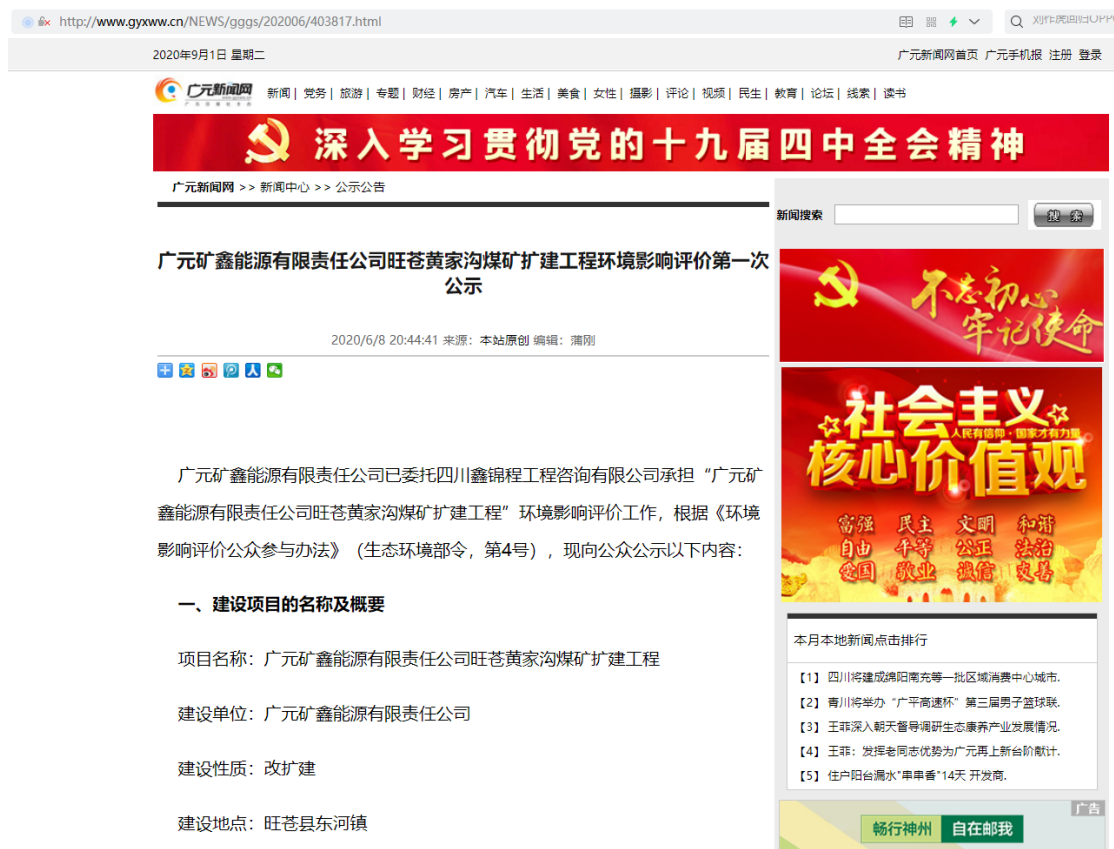 http://www.gyxww.cn/NEWS/gggs/202006/403817.html
2020年9月1日 星期二
广元新闻网首页 广元手机报 注册 登录
广元新闻网
新闻| 党务| 旅游| 专题| 财经| 房产| 汽车| 生活| 美食| 女性| 摄影| 评论| 视频| 民生| 教育| 论坛| 线索| 读书
深入学习贯彻党的十九届四中全会精神
广元新闻网 >> 新闻中心 >> 公示公告
新闻搜索
搜 索
广元矿鑫能源有限责任公司旺苍黄家沟煤矿扩建工程环境影响评价第一次
公示
2020/6/8 20:44:41 来源：本站原创 编辑：蒲刚
广元矿鑫能源有限责任公司已委托四川鑫锦程工程咨询有限公司承担“广元矿
鑫能源有限责任公司旺苍黄家沟煤矿扩建工程”环境影响评价工作，根据《环境
影响评价公众参与办法》（生态环境部令，第4号），现向公众公示以下内容：
一、建设项目的名称及概要
项目名称：广元矿鑫能源有限责任公司旺苍黄家沟煤矿扩建工程
建设单位：广元矿鑫能源有限责任公司
建设性质：改扩建
建设地点：旺苍县东河镇
不忘初心
牢记使命
社会主义
人民有信仰·国家才有力量
核心价值观
富强 民主 文明 和谐
自由 平等 公正 法治
爱国 敬业 诚信 友善
本月本地新闻点击排行
【1】四川将建成绵阳南充等一批区域消费中心城市.
【2】青川将举办“广平高速杯”第三届男子篮球联.
【3】王菲深入朝天督导调研生态康养产业发展情况.
【4】王菲：发挥老同志优势为广元再上新台阶献计.
【5】住户阳台漏水"串串香"14天 开发商.
广告
畅行神州 自在邮我